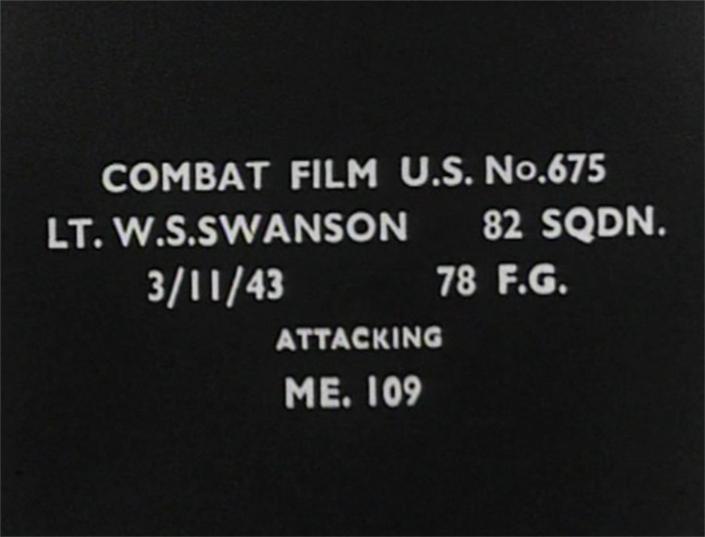 COMBAT FILM U.S. No.675
LT. W.S.SWANSON 82 SQDN.
3/11/43 78 F.G.
ATTACKING
ME. 109